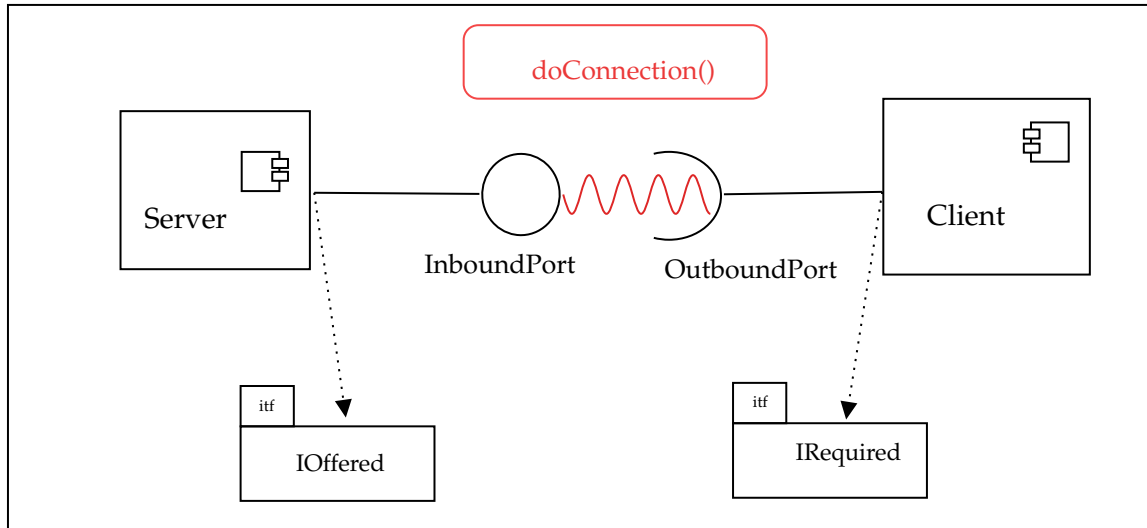 doConnection()
Server
Client
InboundPort
OutboundPort
itf
IOffered
itf
IRequired